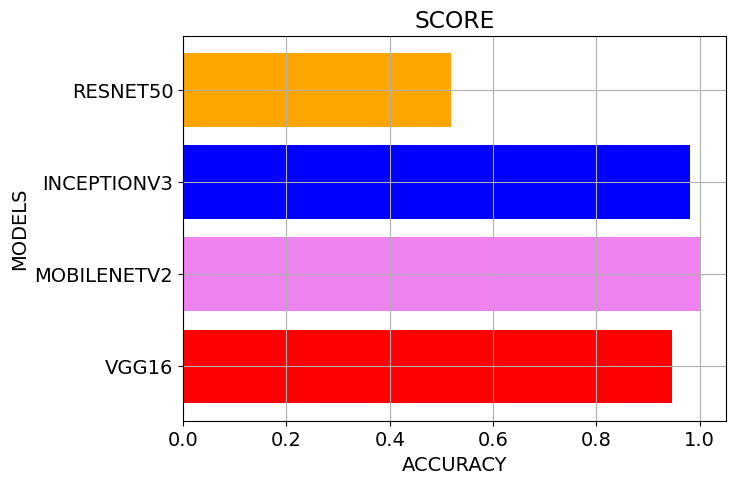 SCORE
RESNET50
INCEPTIONV3
MOBILENETV2
VGG16
MODELS
0.0 0.2 0.4 0.6 0.8 1.0
ACCURACY